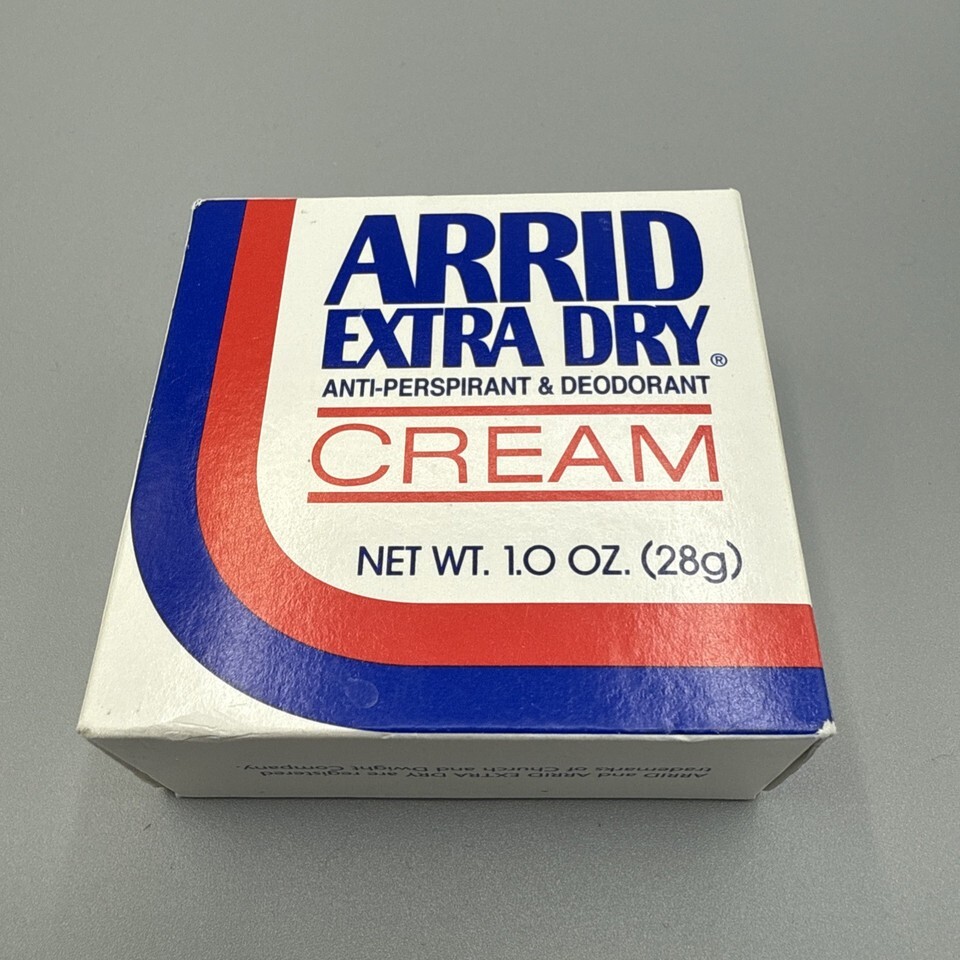 ARRID
EXTRA DRY®
ANTI-PERSPIRANT & DEODORANT
CREAM
NET WT. 1.0 OZ. (28g)
ARRID and ARRID EXTRA DRY are registered
trademarks of Church and Dwight Company.